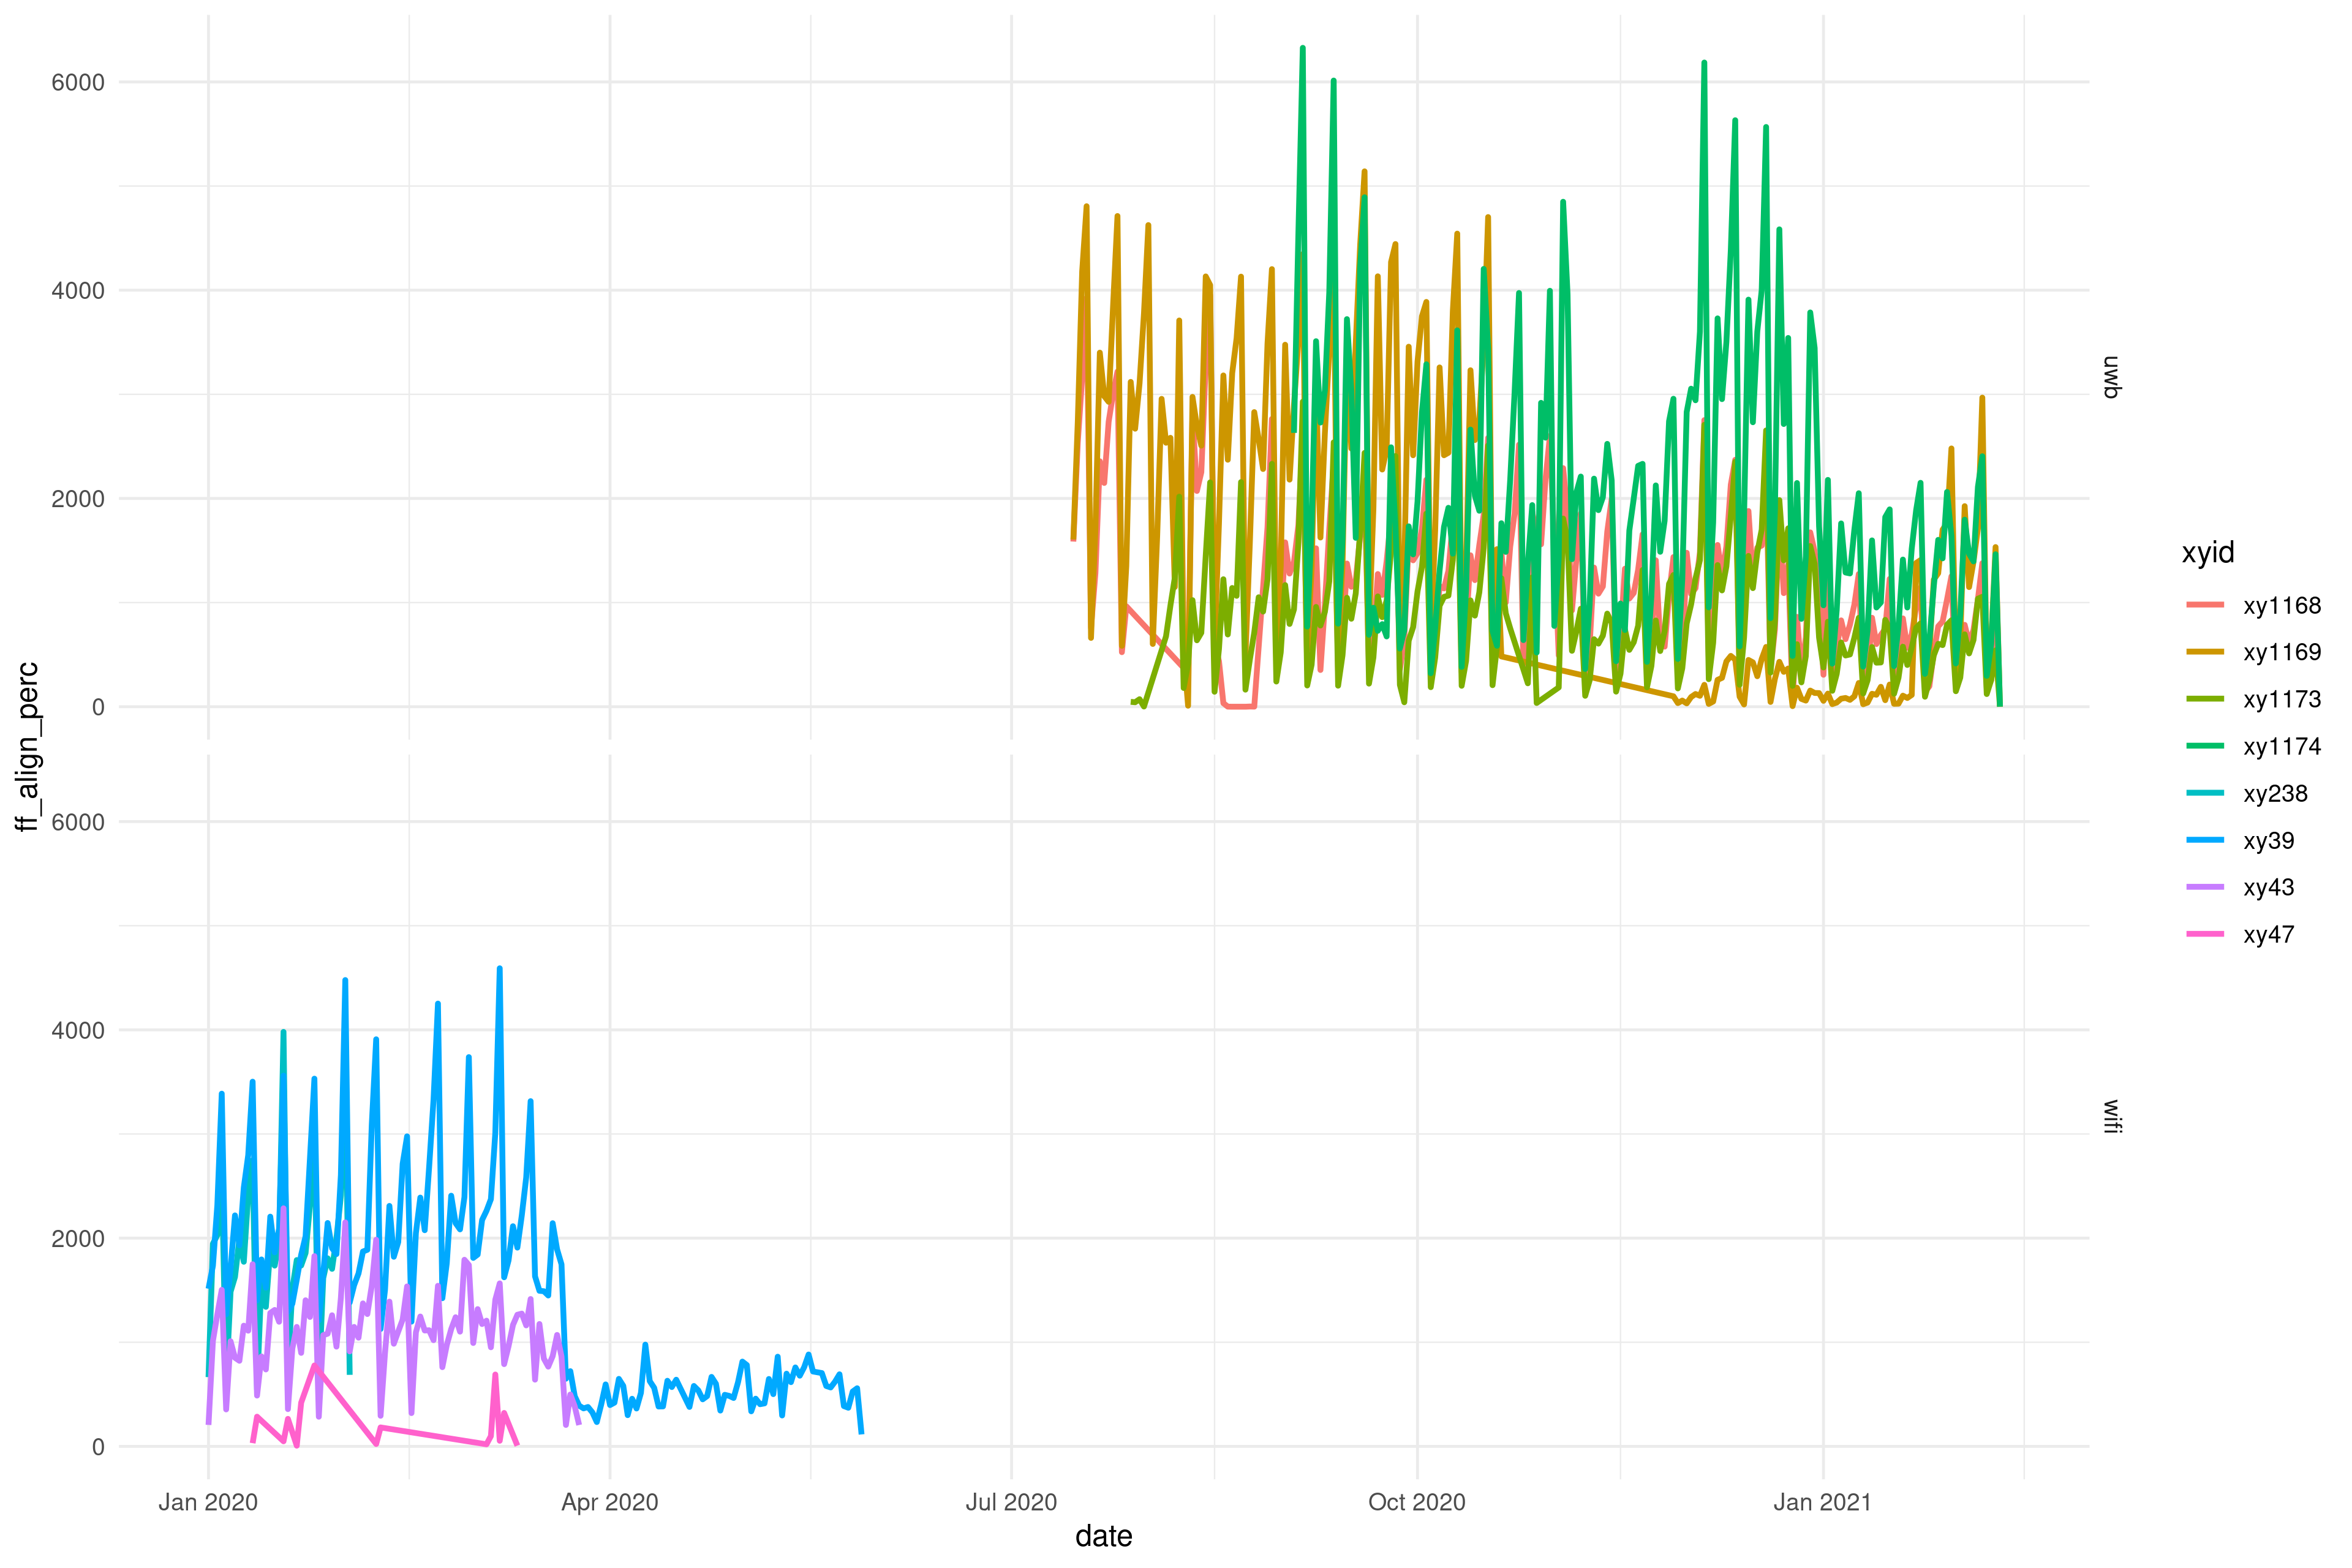 6000
4000
2000
0
uwb
6000
4000
2000
0
wifi
Jan 2020
Apr 2020
Jul 2020
Oct 2020
Jan 2021
date
ff_align_perc
xyid
xy1168
xy1169
xy1173
xy1174
xy238
xy39
xy43
xy47